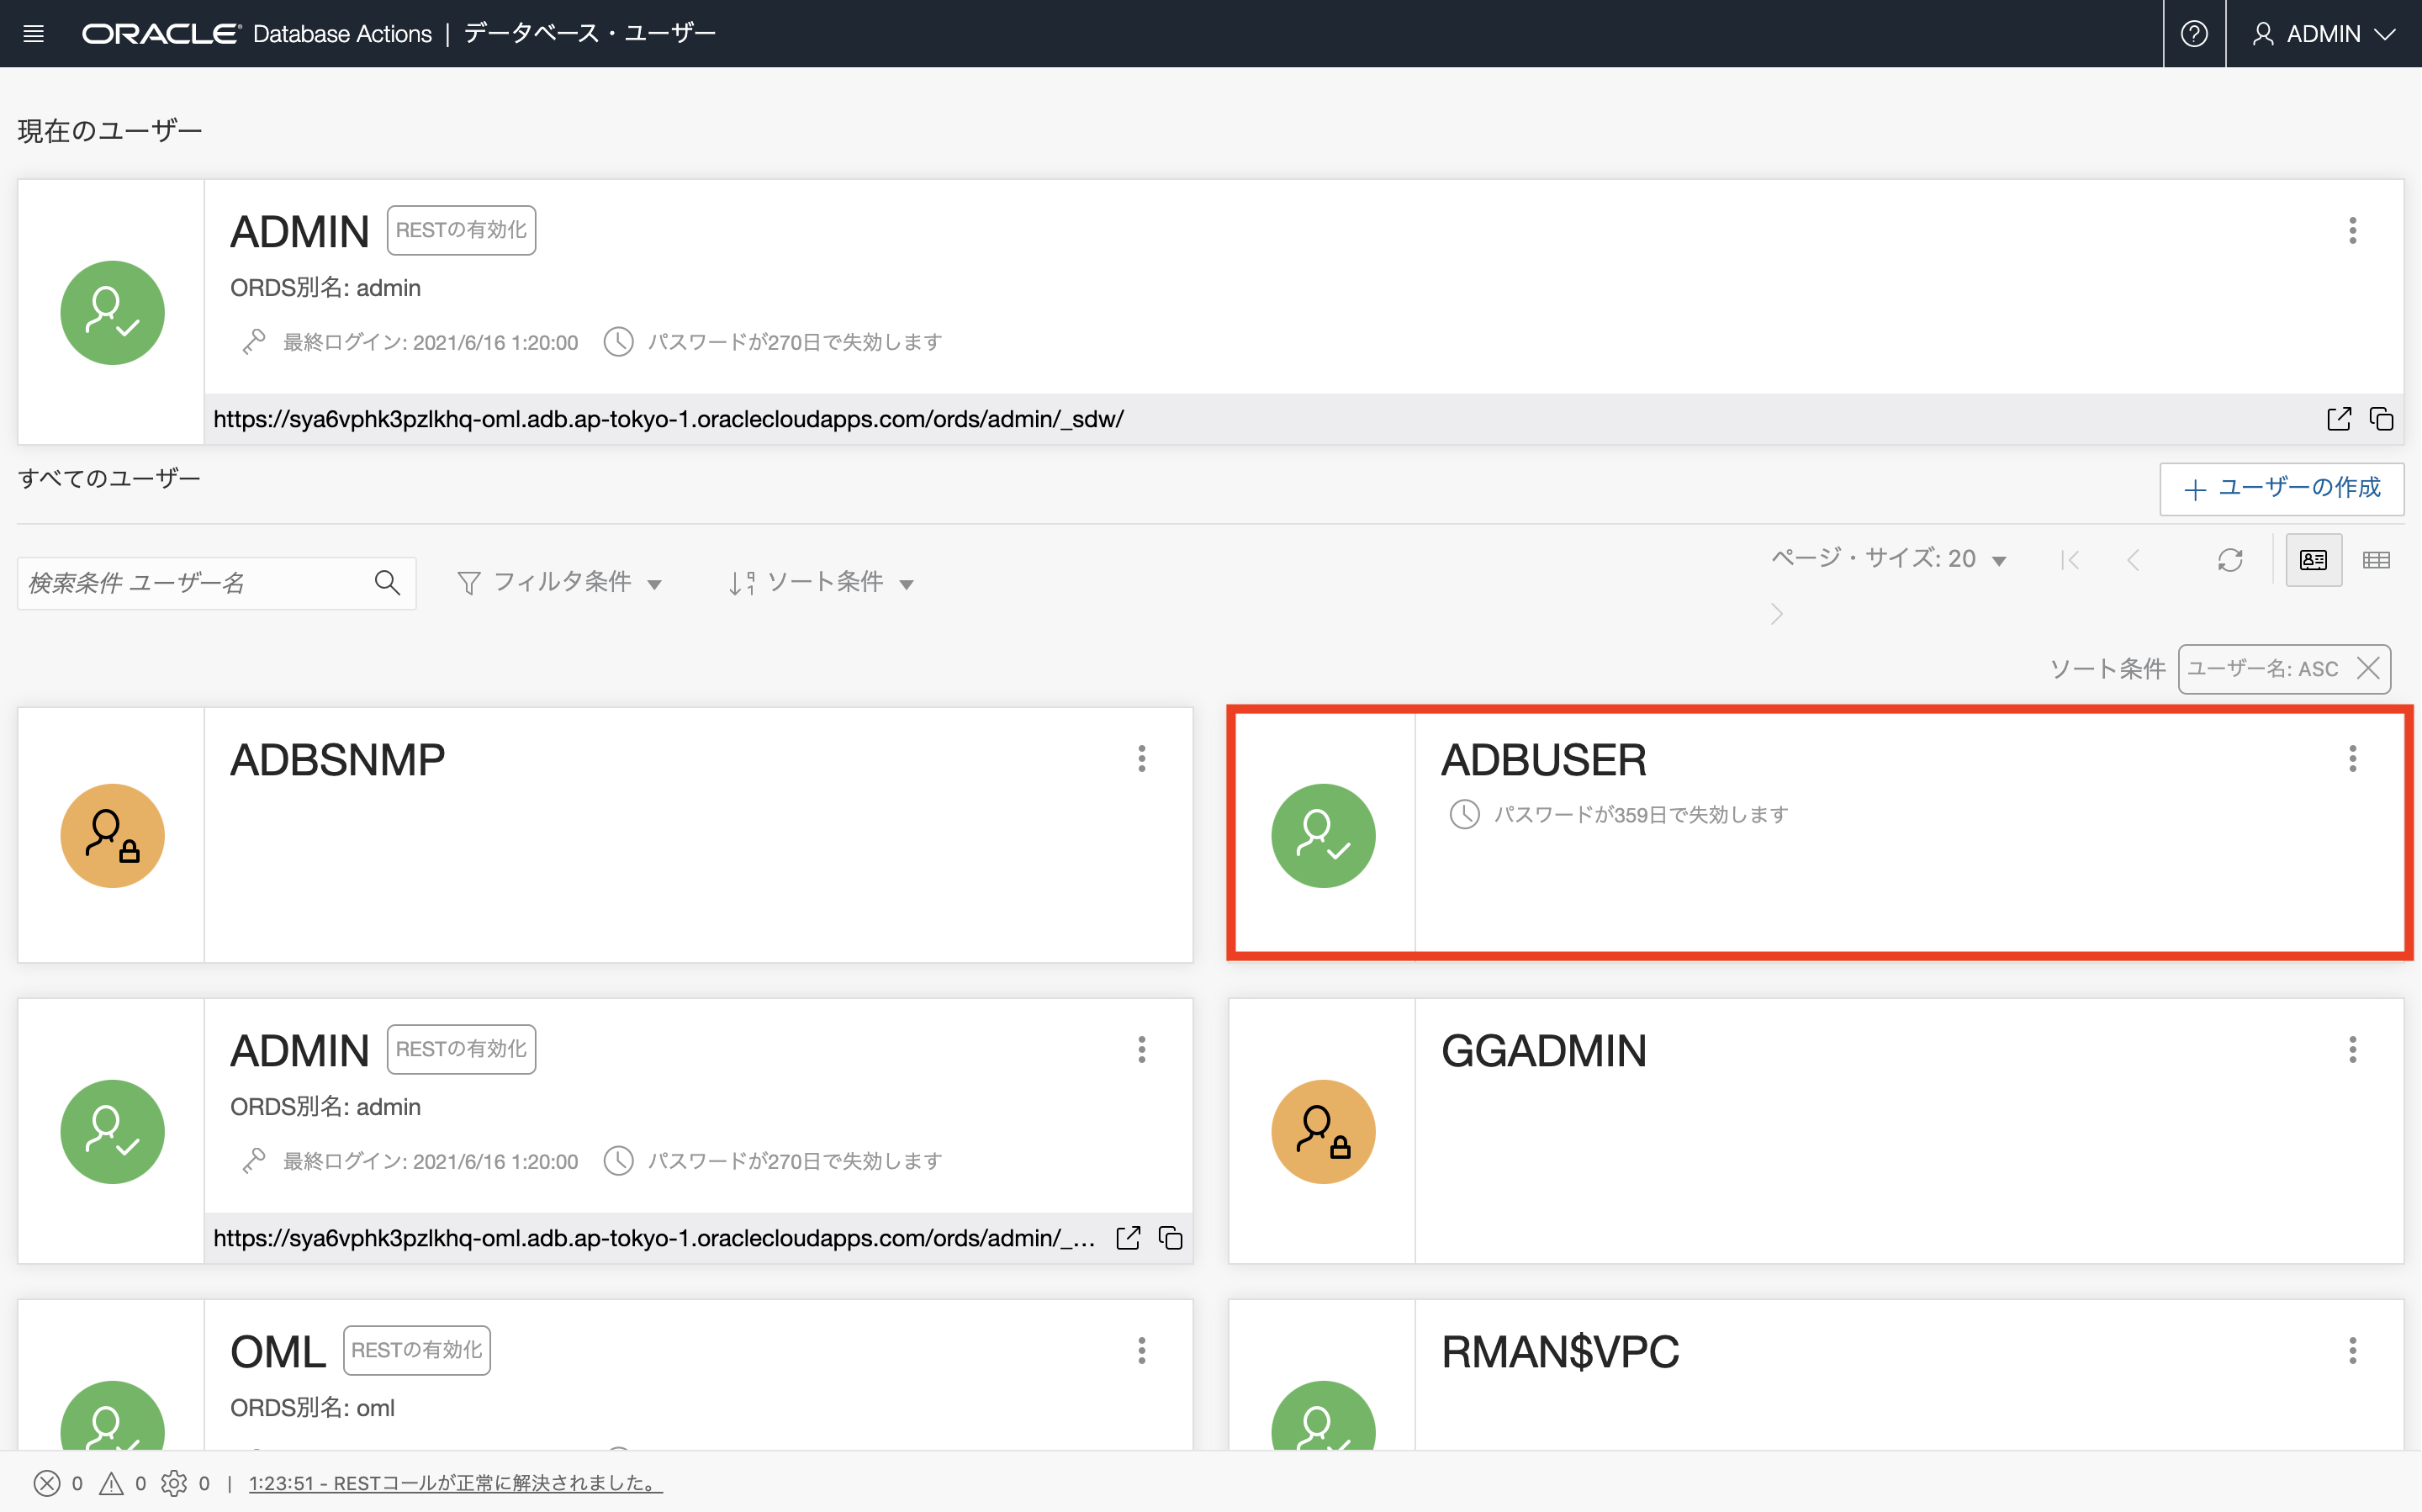 ORACLE Database Actions | データベース・ユーザー
ADMIN
現在のユーザー
ADMIN RESTの有効化
ORDS別名: admin
最終ログイン: 2021/6/16 1:20:00 パスワードが270日で失効します
https://sya6vphk3pzlkhq-oml.adb.ap-tokyo-1.oraclecloudapps.com/ords/admin/_sdw/
すべてのユーザー
ユーザーの作成
検索条件 ユーザー名 フィルタ条件 ソート条件 ページ・サイズ: 20
ソート条件 ユーザー名: ASC
ADBSNMP
ADBUSER
パスワードが359日で失効します
ADMIN RESTの有効化
ORDS別名: admin
最終ログイン: 2021/6/16 1:20:00 パスワードが270日で失効します
https://sya6vphk3pzlkhq-oml.adb.ap-tokyo-1.oraclecloudapps.com/ords/admin/_...
GGADMIN
OML RESTの有効化
ORDS別名: oml
RMAN$VPC
0 0 0 | 1:23:51 - RESTコールが正常に解決されました。